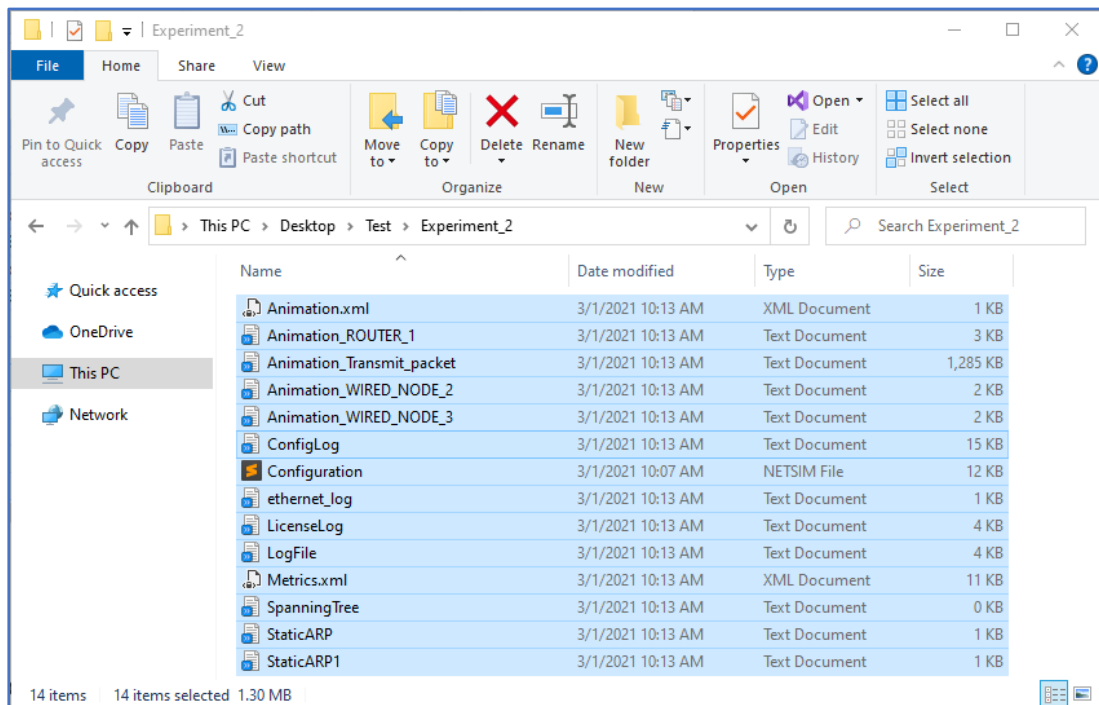 Experiment_2
File Home Share View
Pin to Quick access
Copy
Paste
Cut
Copy path
Paste shortcut
Clipboard
Move to
Copy to
Delete
Rename
Organize
New folder
New
Properties
Open
Edit
History
Open
Select all
Select none
Invert selection
Select
This PC > Desktop > Test > Experiment_2
Search Experiment_2
Quick access
OneDrive
This PC
Network
Name Date modified Type Size
Animation.xml 3/1/2021 10:13 AM XML Document 1 KB
Animation_ROUTER_1 3/1/2021 10:13 AM Text Document 3 KB
Animation_Transmit_packet 3/1/2021 10:13 AM Text Document 1,285 KB
Animation_WIRED_NODE_2 3/1/2021 10:13 AM Text Document 2 KB
Animation_WIRED_NODE_3 3/1/2021 10:13 AM Text Document 2 KB
ConfigLog 3/1/2021 10:13 AM Text Document 15 KB
Configuration 3/1/2021 10:07 AM NETSIM File 12 KB
ethernet_log 3/1/2021 10:13 AM Text Document 1 KB
LicenseLog 3/1/2021 10:13 AM Text Document 4 KB
LogFile 3/1/2021 10:13 AM Text Document 4 KB
Metrics.xml 3/1/2021 10:13 AM XML Document 11 KB
SpanningTree 3/1/2021 10:13 AM Text Document 0 KB
StaticARP 3/1/2021 10:13 AM Text Document 1 KB
StaticARP1 3/1/2021 10:13 AM Text Document 1 KB
14 items 14 items selected 1.30 MB